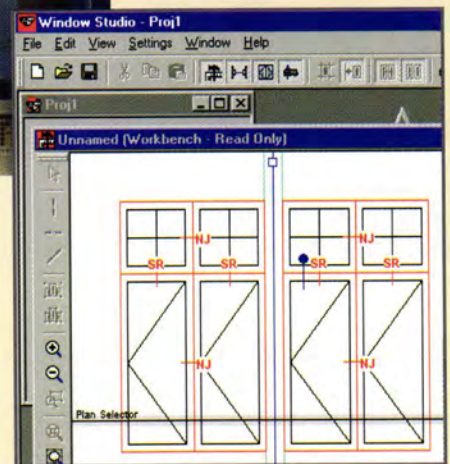 Window Studio - Proj1
File Edit View Settings Window Help
Proj1
Unnamed (Workbench - Read Only)
NJ NJ
SR SR SR SR
NJ NJ
Plan Selector